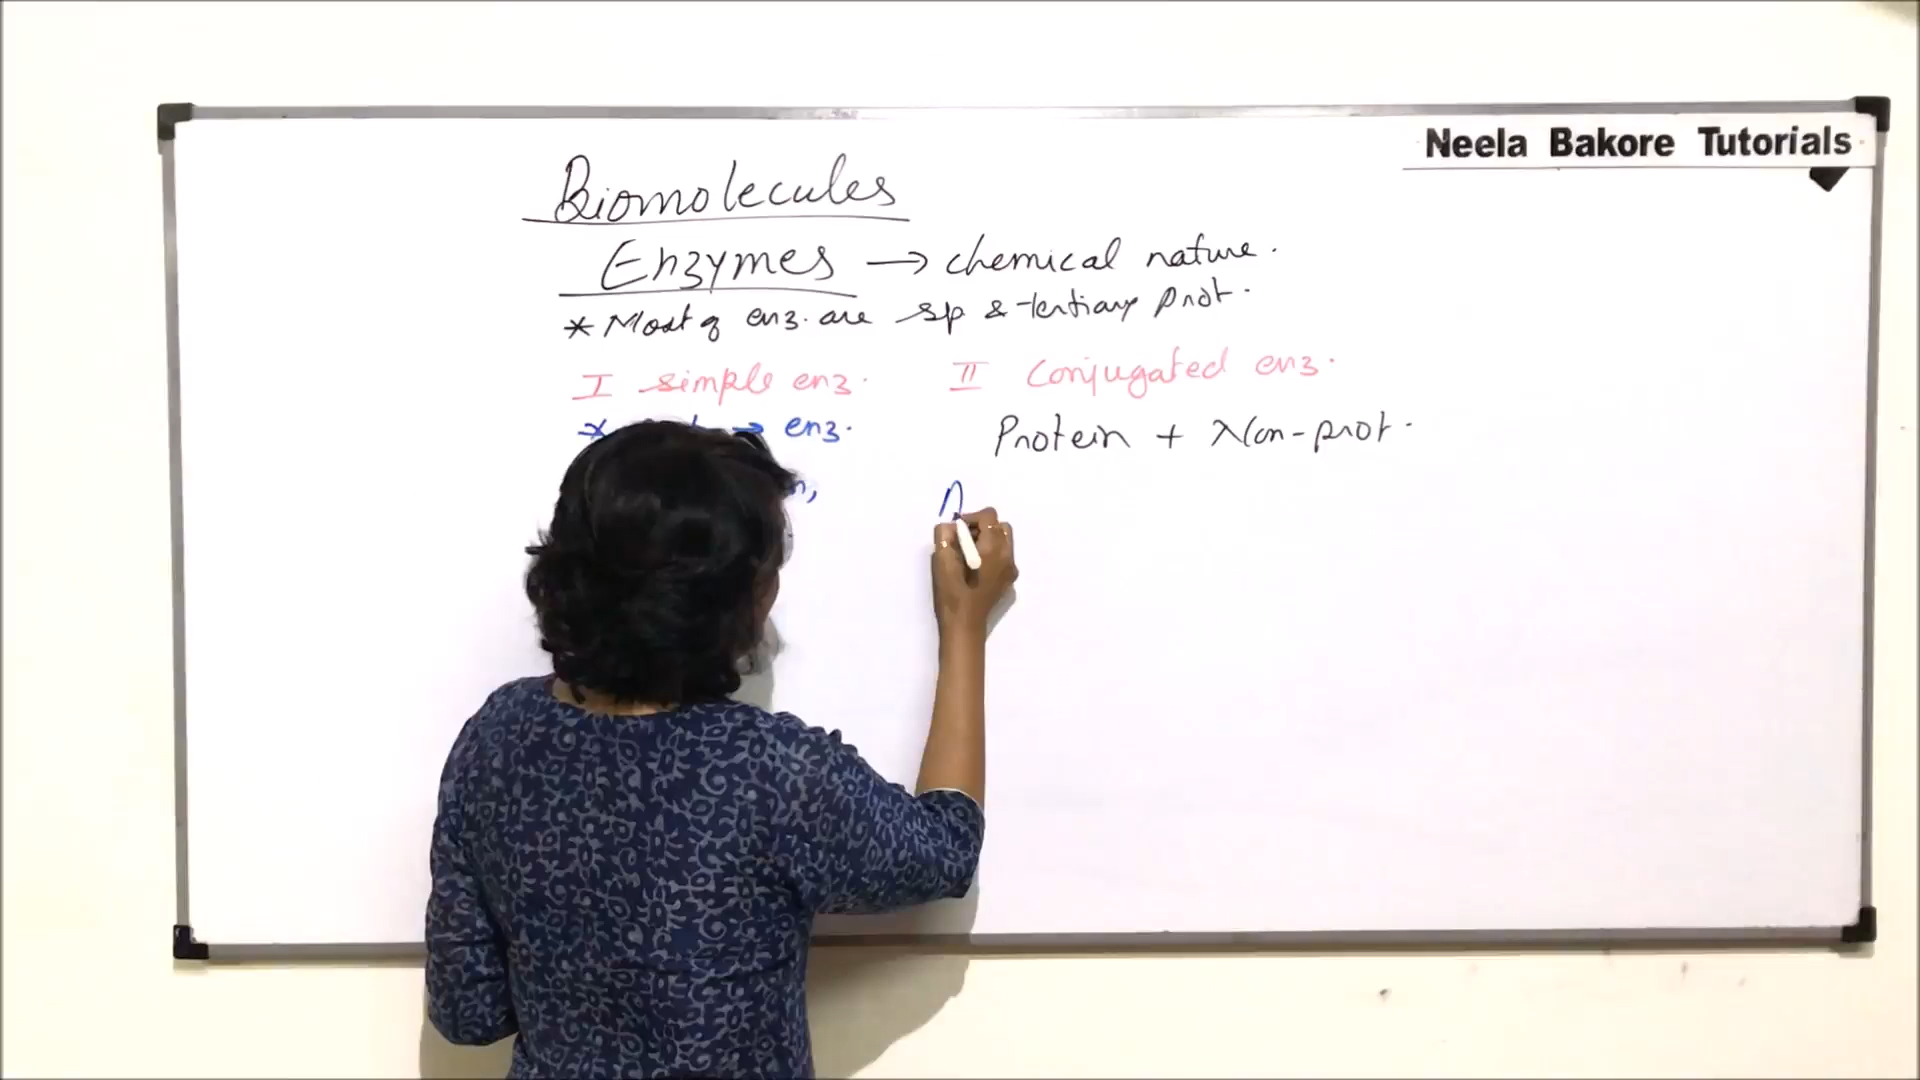 Neela Bakore Tutorials
Biomolecules
Enzymes → chemical nature.
* Most of enz. are sp & tertiary prot.
I simple enz. II Conjugated enz.
* → enz.
Protein + Non-prot.